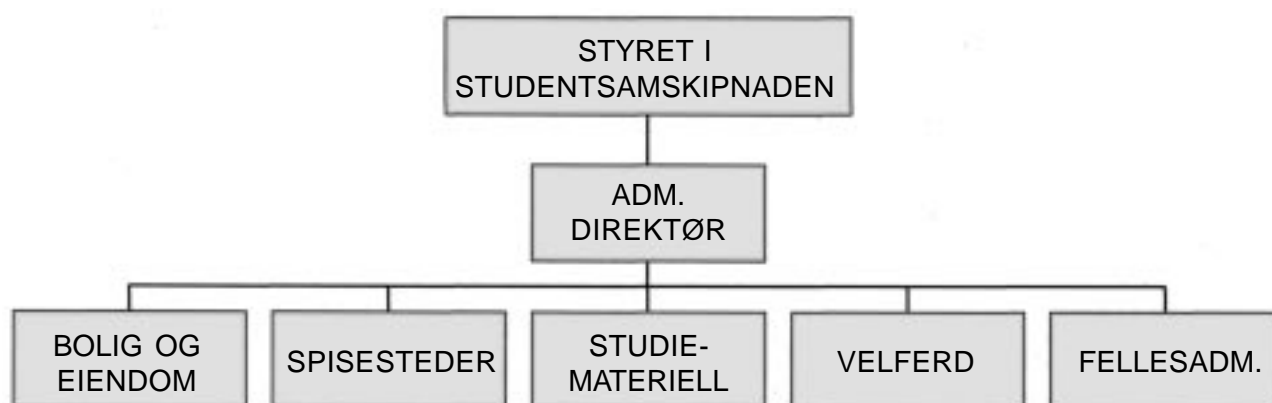 STYRET I
STUDENTSAMSKIPNADEN
ADM.
DIREKTØR
BOLIG OG
EIENDOM
SPISESTEDER
STUDIE-
MATERIELL
VELFERD
FELLESADM.